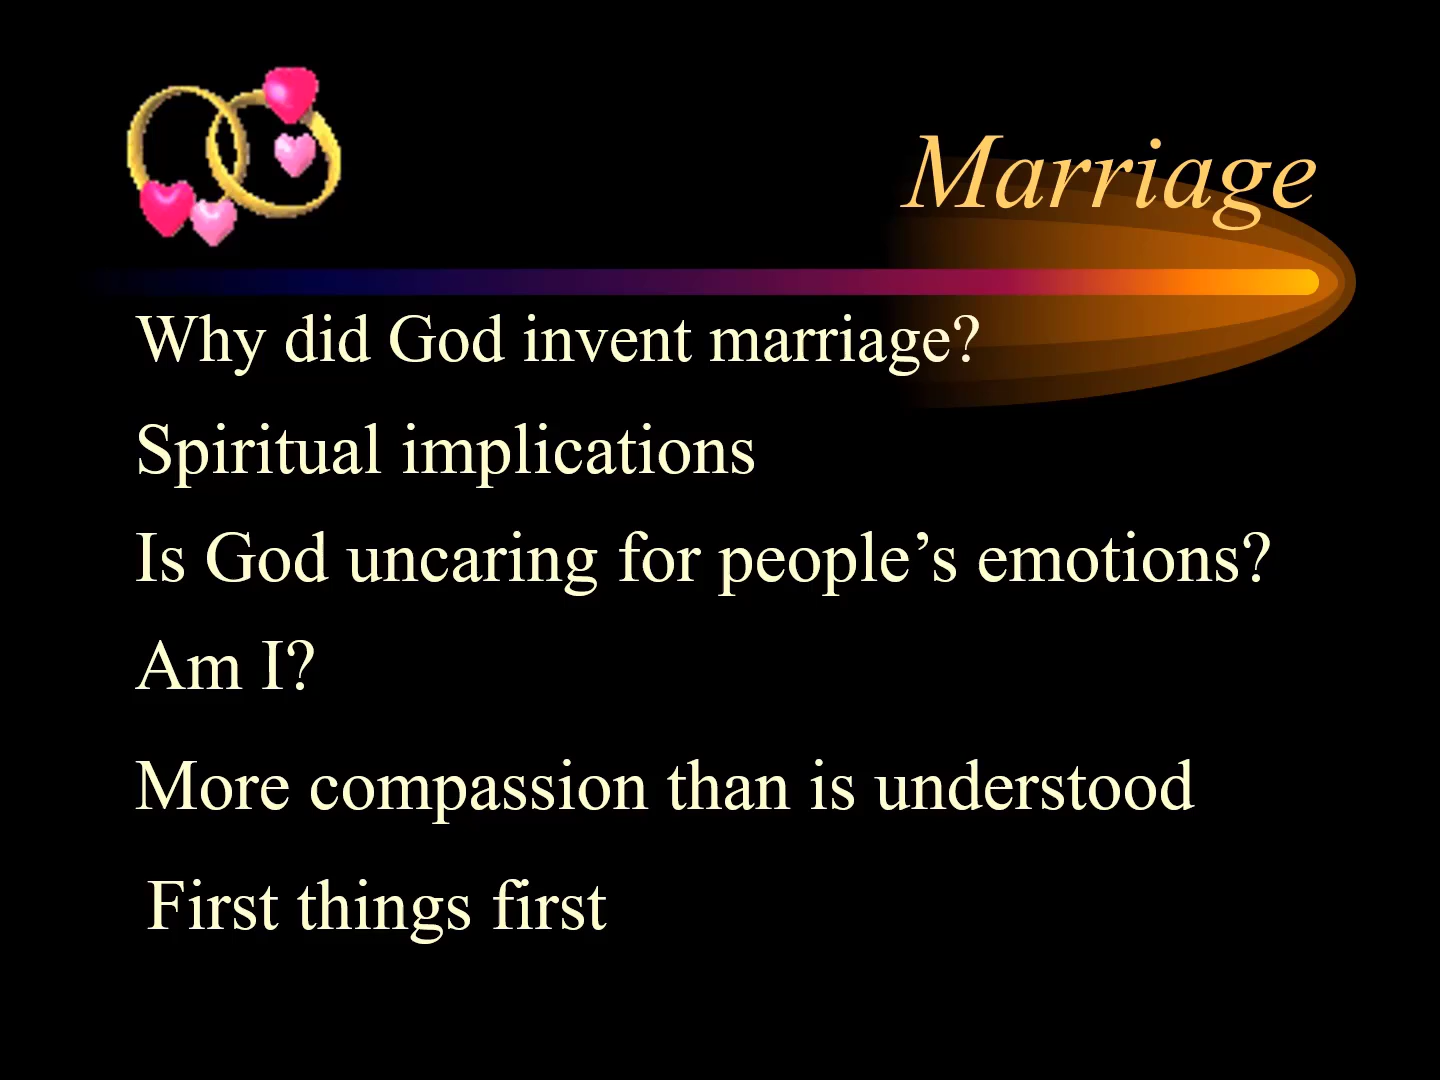 Marriage
Why did God invent marriage?
Spiritual implications
Is God uncaring for people’s emotions?
Am I?
More compassion than is understood
First things first